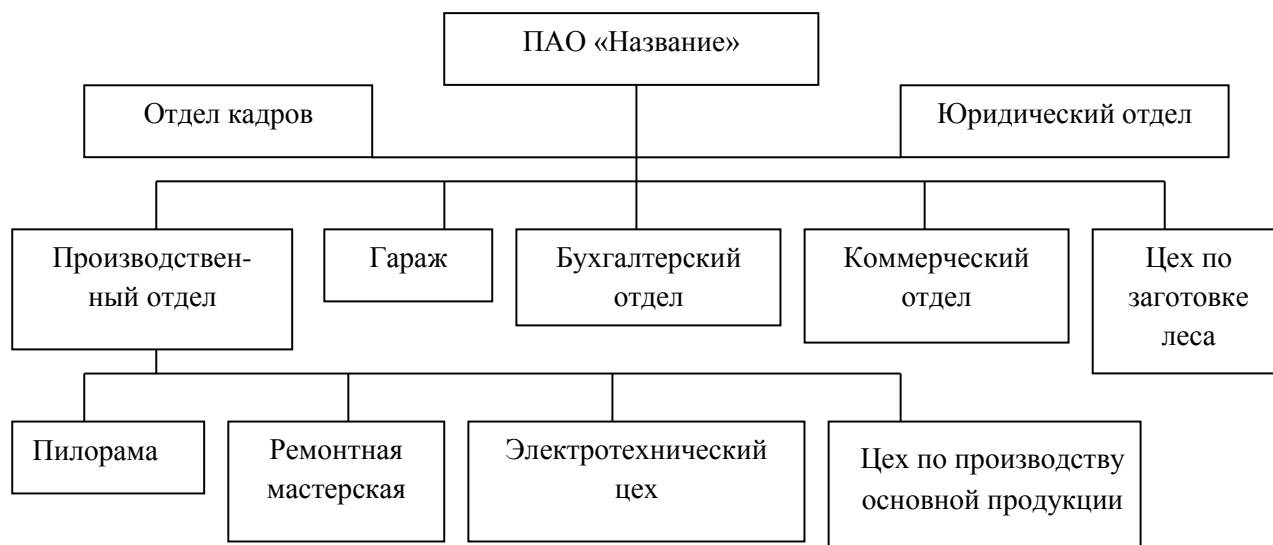 ПАО «Название»
Отдел кадров
Юридический отдел
Производствен-
ный отдел
Гараж
Бухгалтерский
отдел
Коммерческий
отдел
Цех по
заготовке
леса
Пилорама
Ремонтная
мастерская
Электротехнический
цех
Цех по производству
основной продукции